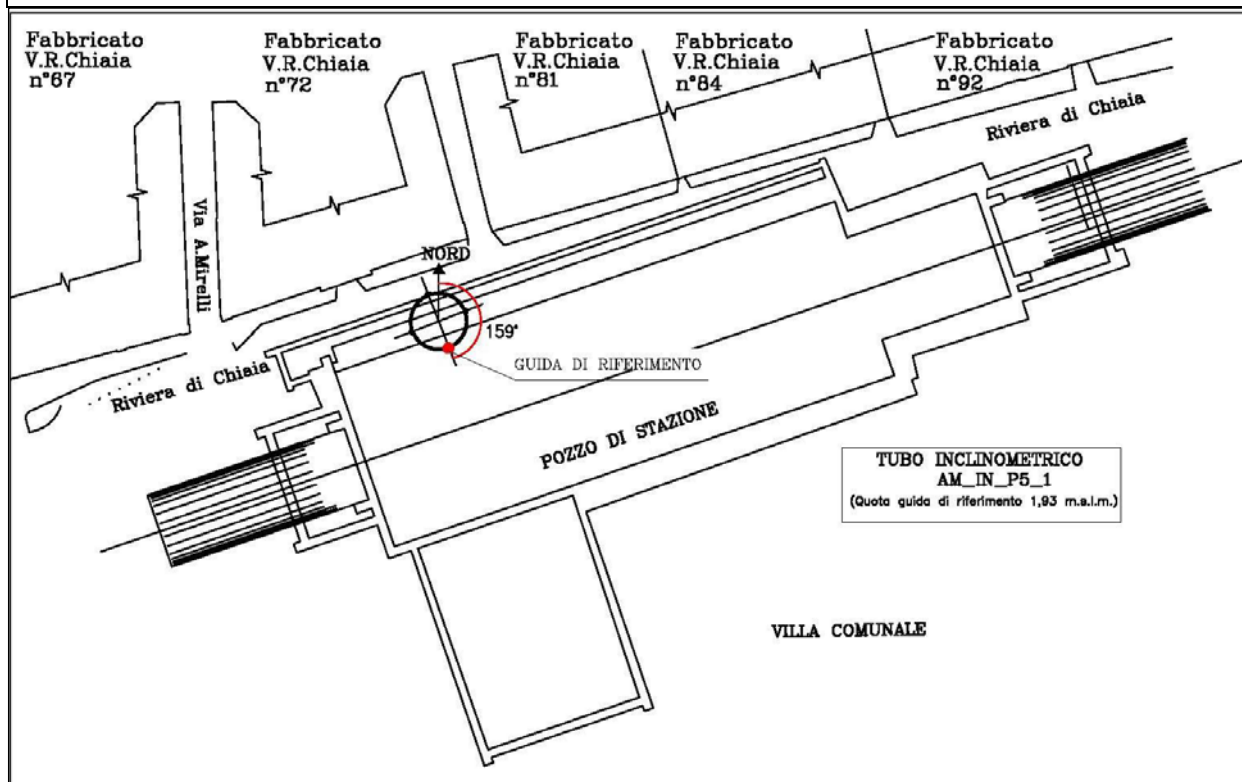 Fabbricato
V.R.Chiaia
n°67
Fabbricato
V.R.Chiaia
n°72
Fabbricato
V.R.Chiaia
n°81
Fabbricato
V.R.Chiaia
n°84
Fabbricato
V.R.Chiaia
n°92
Riviera di Chiaia
Via A.Mirelli
NORD
159°
GUIDA DI RIFERIMENTO
Riviera di Chiaia
POZZO DI STAZIONE
TUBO INCLINOMETRICO
AM_IN_P5_1
(Quota guida di riferimento 1,93 m.s.l.m.)
VILLA COMUNALE